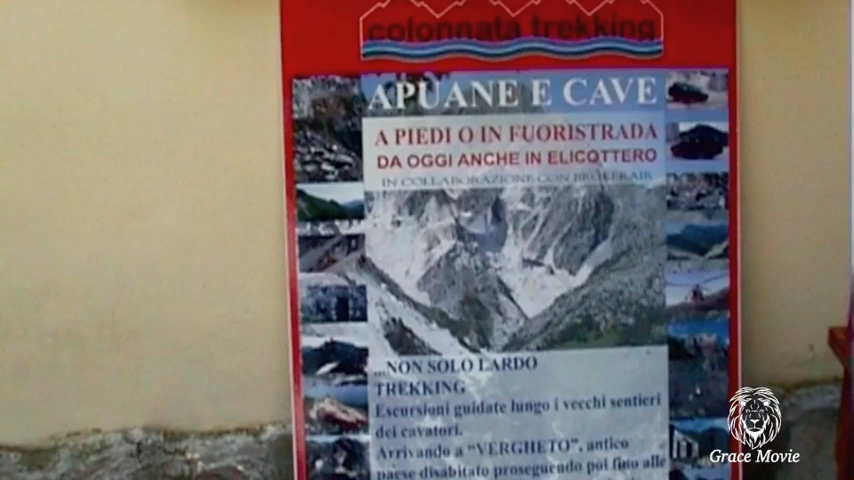 colonnata trekking
APUANE E CAVE
A PIEDI O IN FUORISTRADA
DA OGGI ANCHE IN ELICOTTERO
IN COLLABORAZIONE CON BROKERAIR
...NON SOLO LARDO
TREKKING
Escursioni guidate lungo i vecchi sentieri
dei cavatori.
Arrivando a “VERGHETO”, antico
paese disabitato proseguendo poi fino alle
Grace Movie